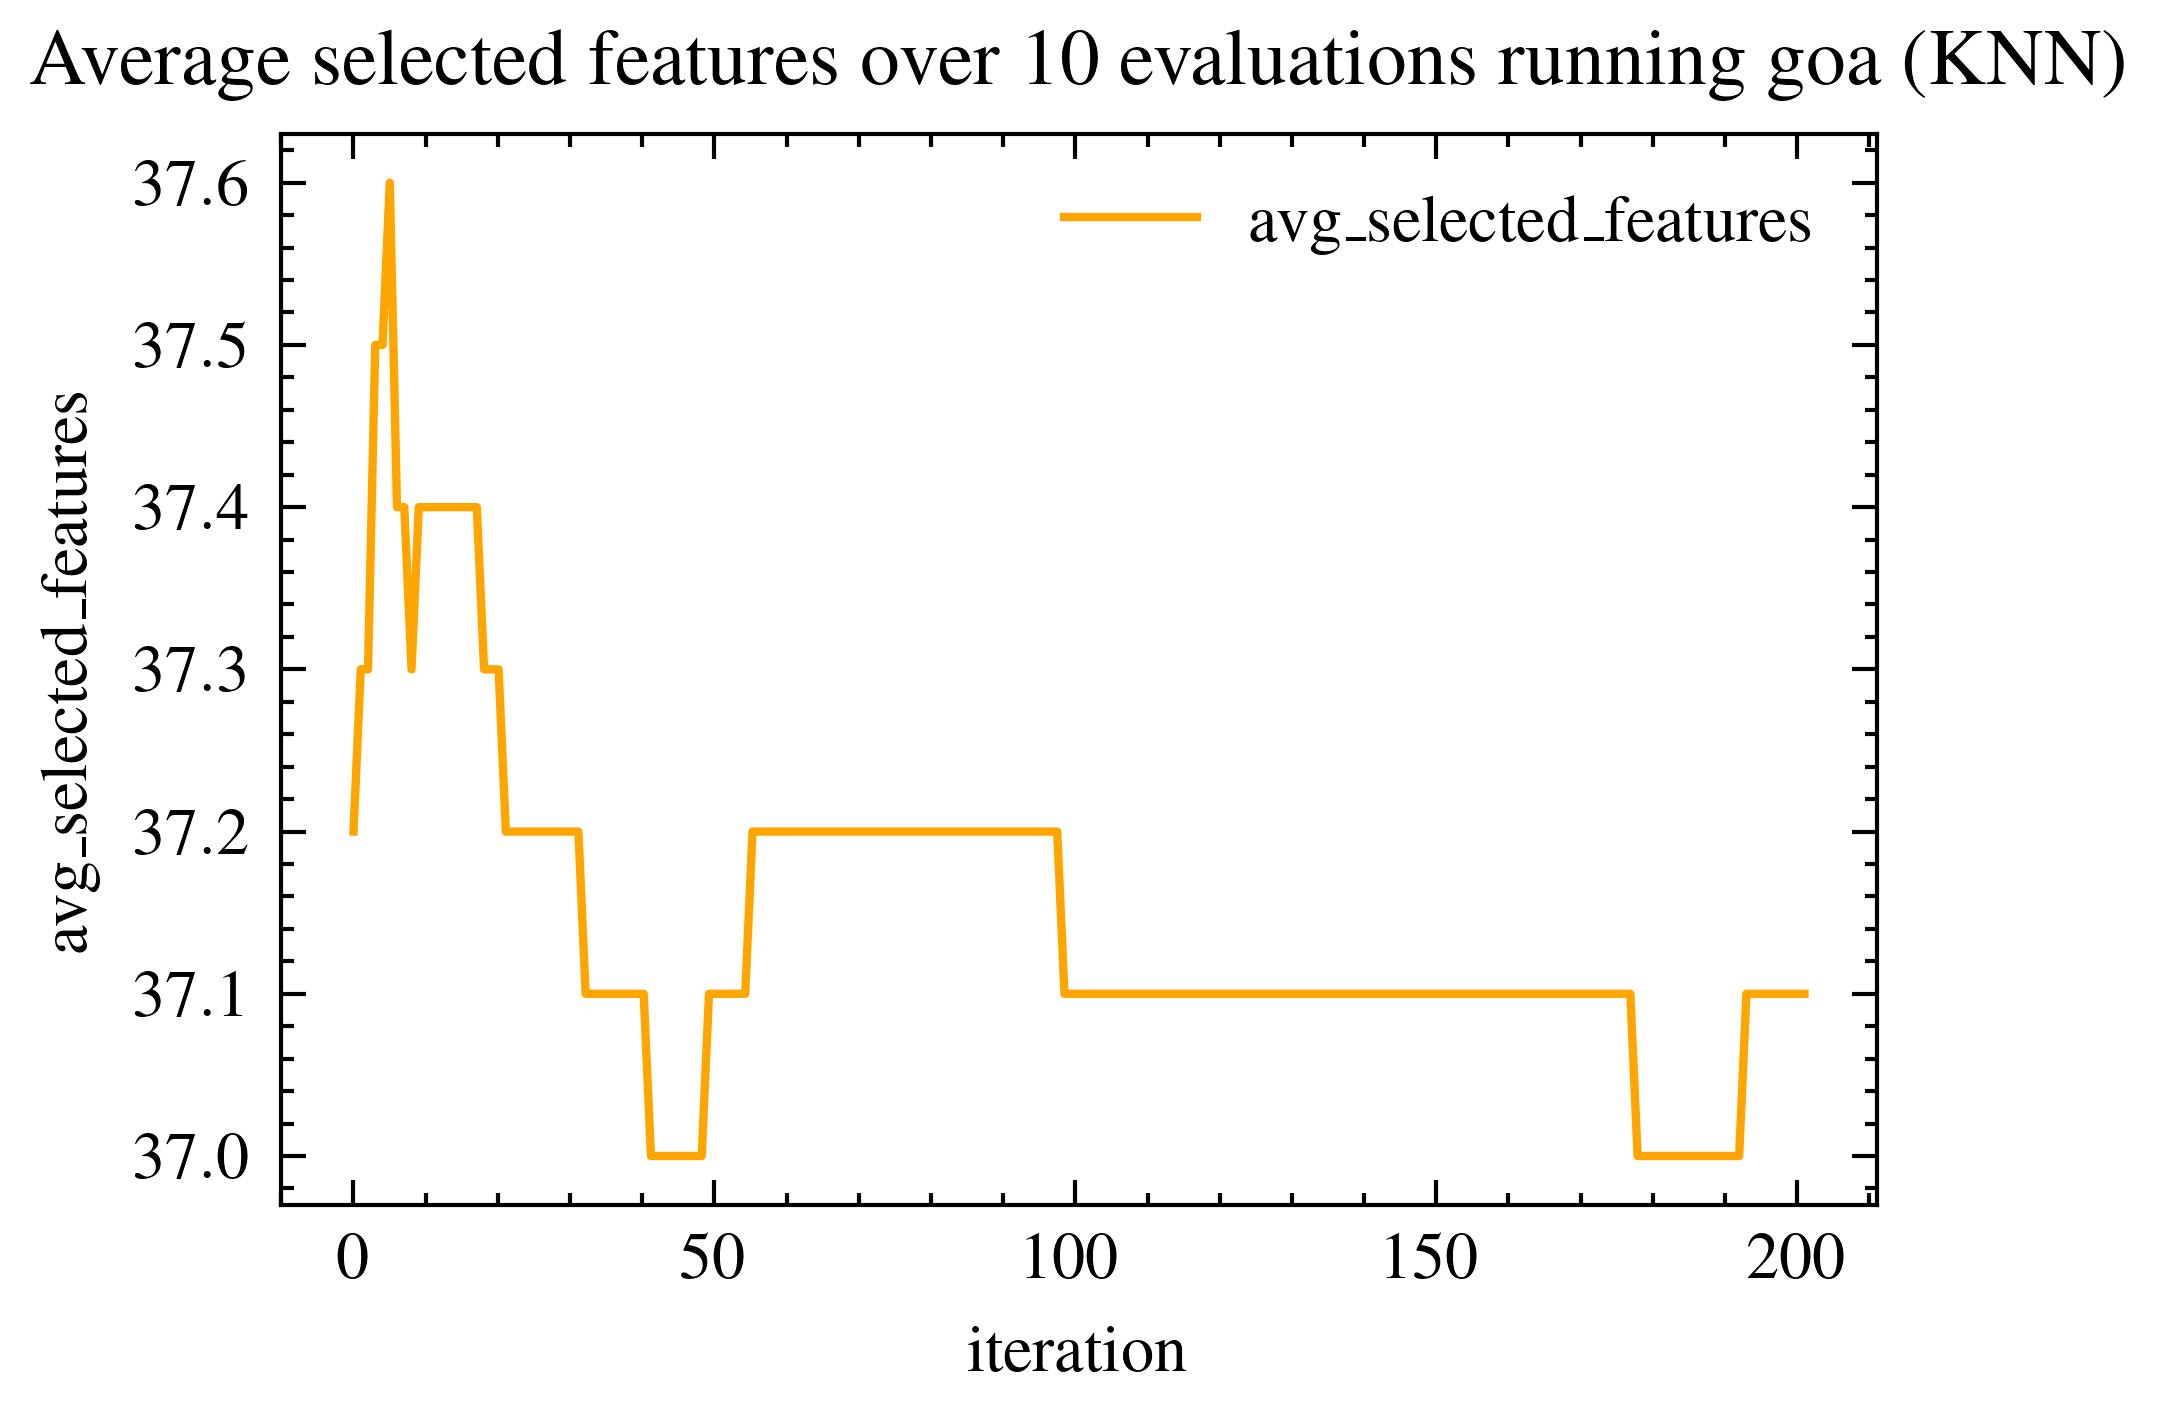 Average selected features over 10 evaluations running goa (KNN)
avg_selected_features
37.6
37.5
37.4
37.3
37.2
37.1
37.0
avg_selected_features
0 50 100 150 200
iteration